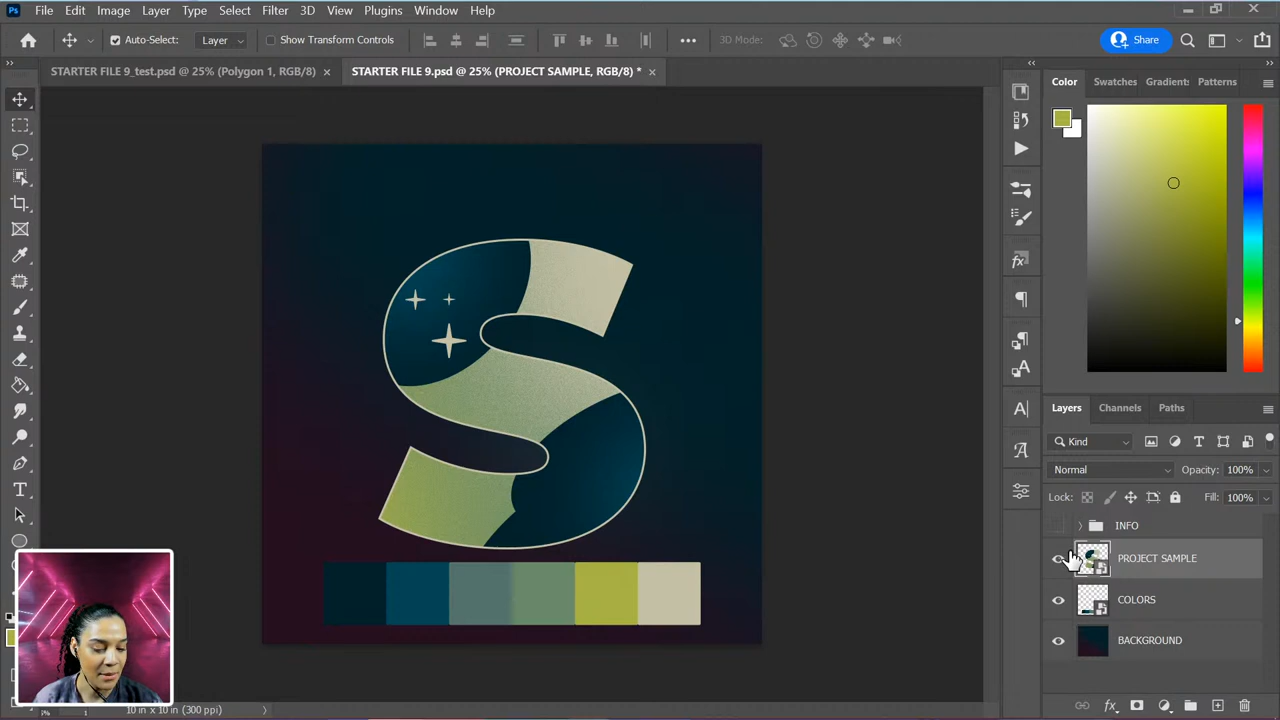 Ps File Edit Image Layer Type Select Filter 3D View Plugins Window Help
Auto-Select: Layer Show Transform Controls 3D Mode: Share
STARTER FILE 9_test.psd @ 25% (Polygon 1, RGB/8) × STARTER FILE 9.psd @ 25% (PROJECT SAMPLE, RGB/8) * ×
Color Swatches Gradient: Patterns
S
Layers Channels Paths
Kind
Normal Opacity: 100%
Lock: Fill: 100%
INFO
PROJECT SAMPLE
COLORS
BACKGROUND
10 in x 10 in (300 ppi)